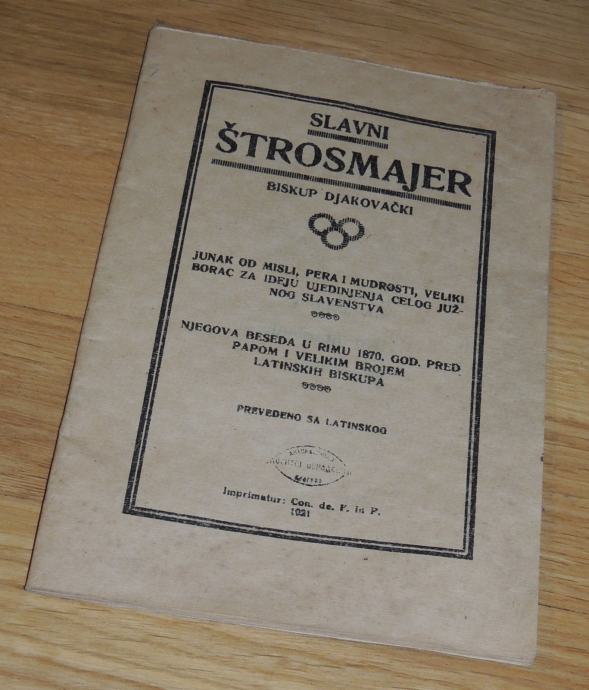 SLAVNI
ŠTROSMAJER
BISKUP DJAKOVAČKI
JUNAK OD MISLI, PERA I MUDROSTI, VELIKI
BORAC ZA IDEJU UJEDINJENJA CELOG JUŽ-
NOG SLAVENSTVA
NJEGOVA BESEDA U RIMU 1870. GOD. PRED
PAPOM I VELIKIM BROJEM
LATINSKIH BISKUPA
PREVEDENO SA LATINSKOG
Imprimatur: Con. de. F. in F.
1921